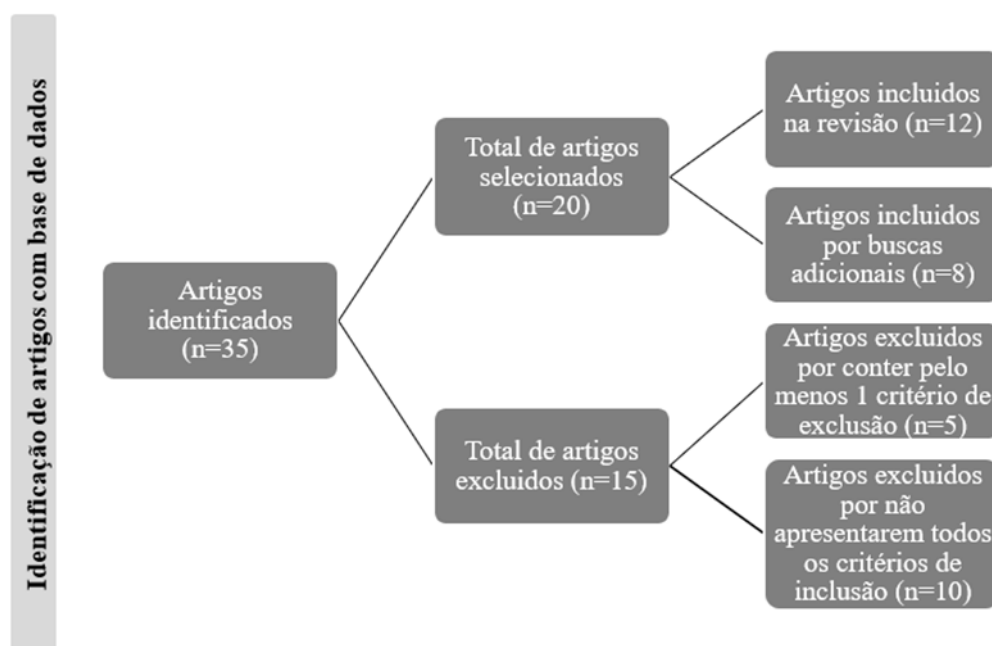 Identificação de artigos com base de dados
Artigos
identificados
(n=35)
Total de artigos
selecionados
(n=20)
Artigos incluidos
na revisão (n=12)
Artigos incluidos
por buscas
adicionais (n=8)
Total de artigos
excluidos (n=15)
Artigos excluidos
por conter pelo
menos 1 critério de
exclusão (n=5)
Artigos excluidos
por não
apresentarem todos
os critérios de
inclusão (n=10)